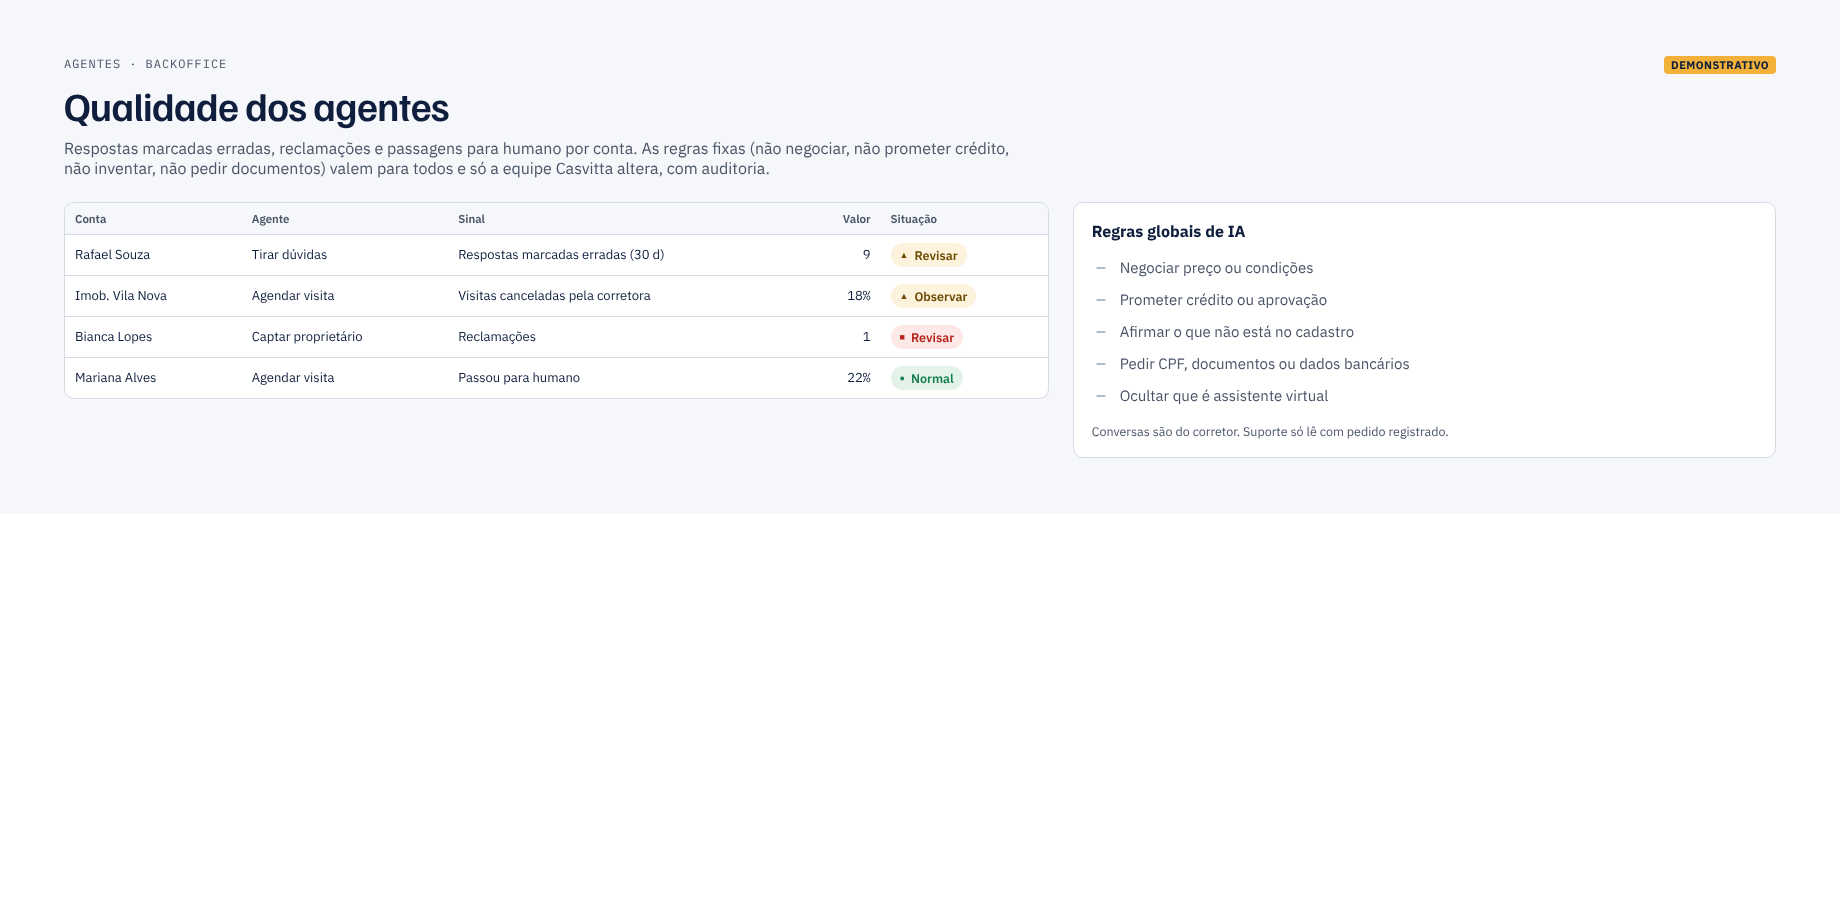 AGENTES · BACKOFFICE
DEMONSTRATIVO
Qualidade dos agentes
Respostas marcadas erradas, reclamações e passagens para humano por conta. As regras fixas (não negociar, não prometer crédito,
não inventar, não pedir documentos) valem para todos e só a equipe Casvitta altera, com auditoria.
Conta Agente Sinal Valor Situação
Rafael Souza Tirar dúvidas Respostas marcadas erradas (30 d) 9 Revisar
Imob. Vila Nova Agendar visita Visitas canceladas pela corretora 18% Observar
Bianca Lopes Captar proprietário Reclamações 1 Revisar
Mariana Alves Agendar visita Passou para humano 22% Normal
Regras globais de IA
— Negociar preço ou condições
— Prometer crédito ou aprovação
— Afirmar o que não está no cadastro
— Pedir CPF, documentos ou dados bancários
— Ocultar que é assistente virtual
Conversas são do corretor. Suporte só lê com pedido registrado.